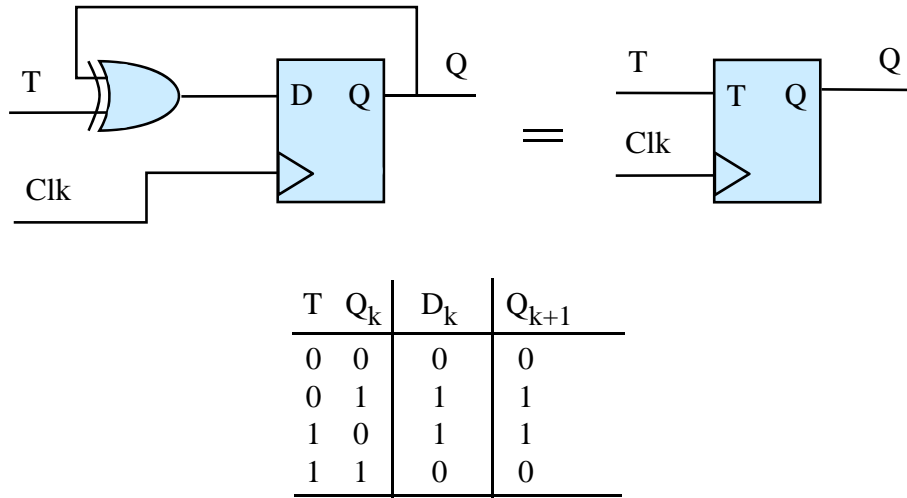 T
Clk
D Q
Q
=
T
Clk
T Q
Q
T Q_k D_k Q_{k+1}
0 0 0 0
0 1 1 1
1 0 1 1
1 1 0 0